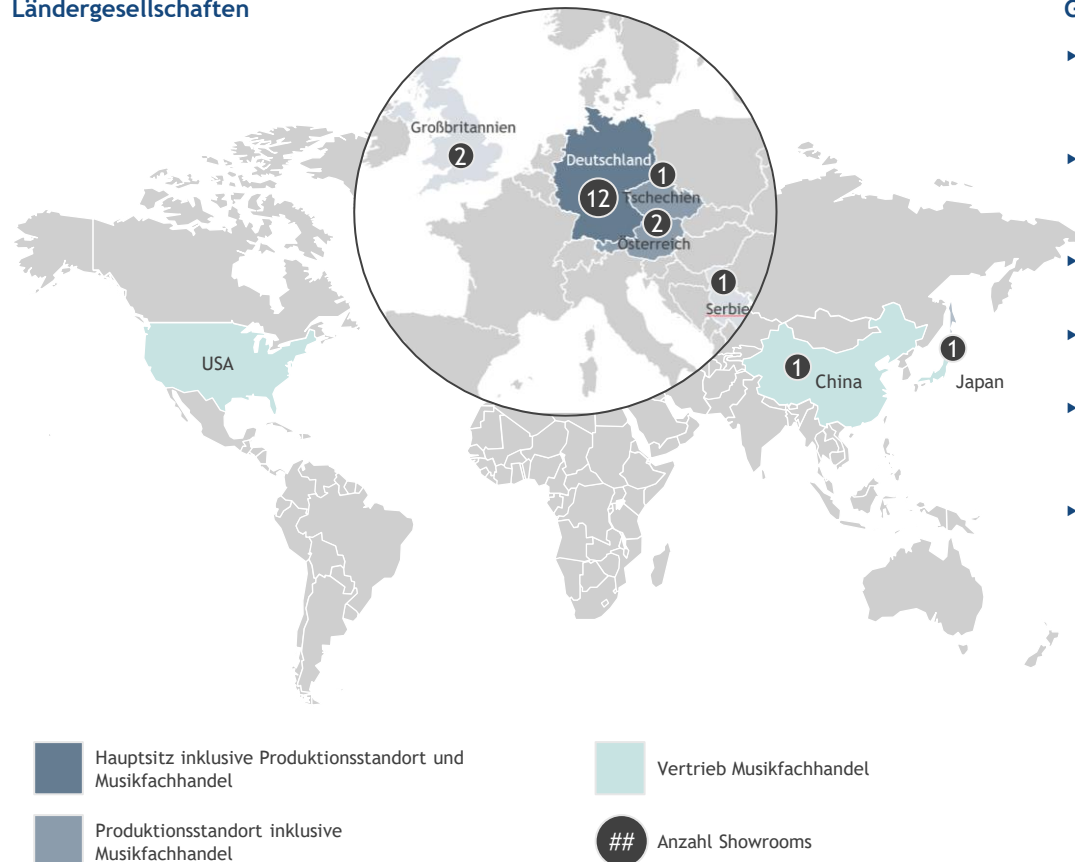 Ländergesellschaften
G
Großbritannien
2
Deutschland
12
1
Tschechien
2
Österreich
1
Serbie
USA
1
China
1
Japan
Hauptsitz inklusive Produktionsstandort und
Musikfachhandel
Vertrieb Musikfachhandel
Produktionsstandort inklusive
Musikfachhandel
## Anzahl Showrooms